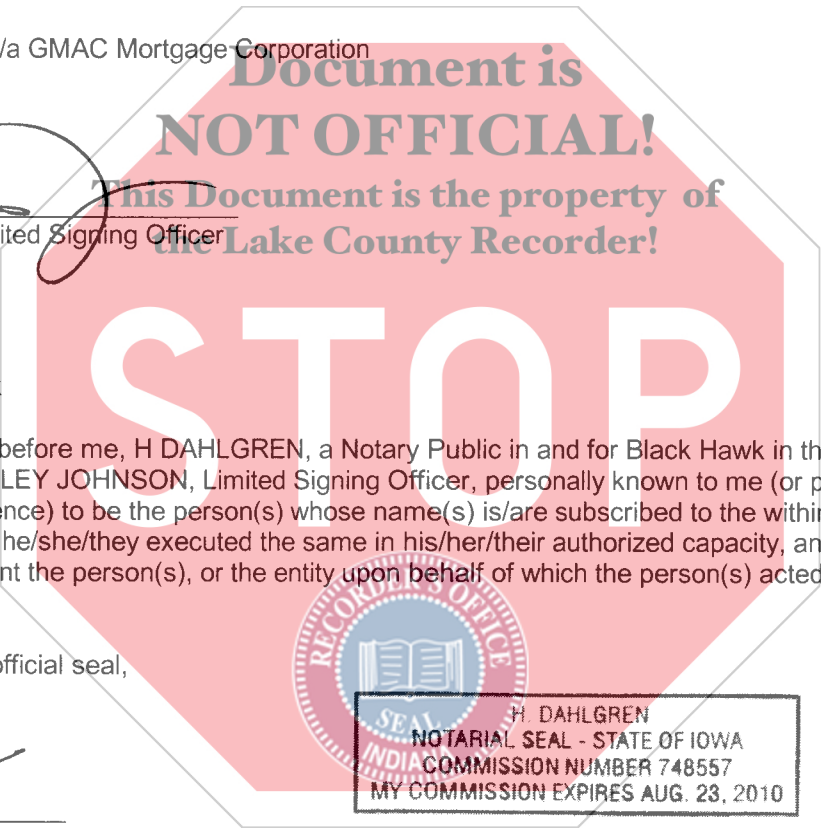 /a GMAC Mortgage Corporation
Document is
NOT OFFICIAL!
This Document is the property of
the Lake County Recorder!
ited Signing Officer
STOP
before me, H DAHLGREN, a Notary Public in and for Black Hawk in th
LEY JOHNSON, Limited Signing Officer, personally known to me (or p
ence) to be the person(s) whose name(s) is/are subscribed to the within
he/she/they executed the same in his/her/their authorized capacity, an
nt the person(s), or the entity upon behalf of which the person(s) acted
RECORDER'S OFFICE
SEAL
INDIANA
official seal,
H. DAHLGREN
NOTARIAL SEAL - STATE OF IOWA
COMMISSION NUMBER 748557
MY COMMISSION EXPIRES AUG. 23, 2010